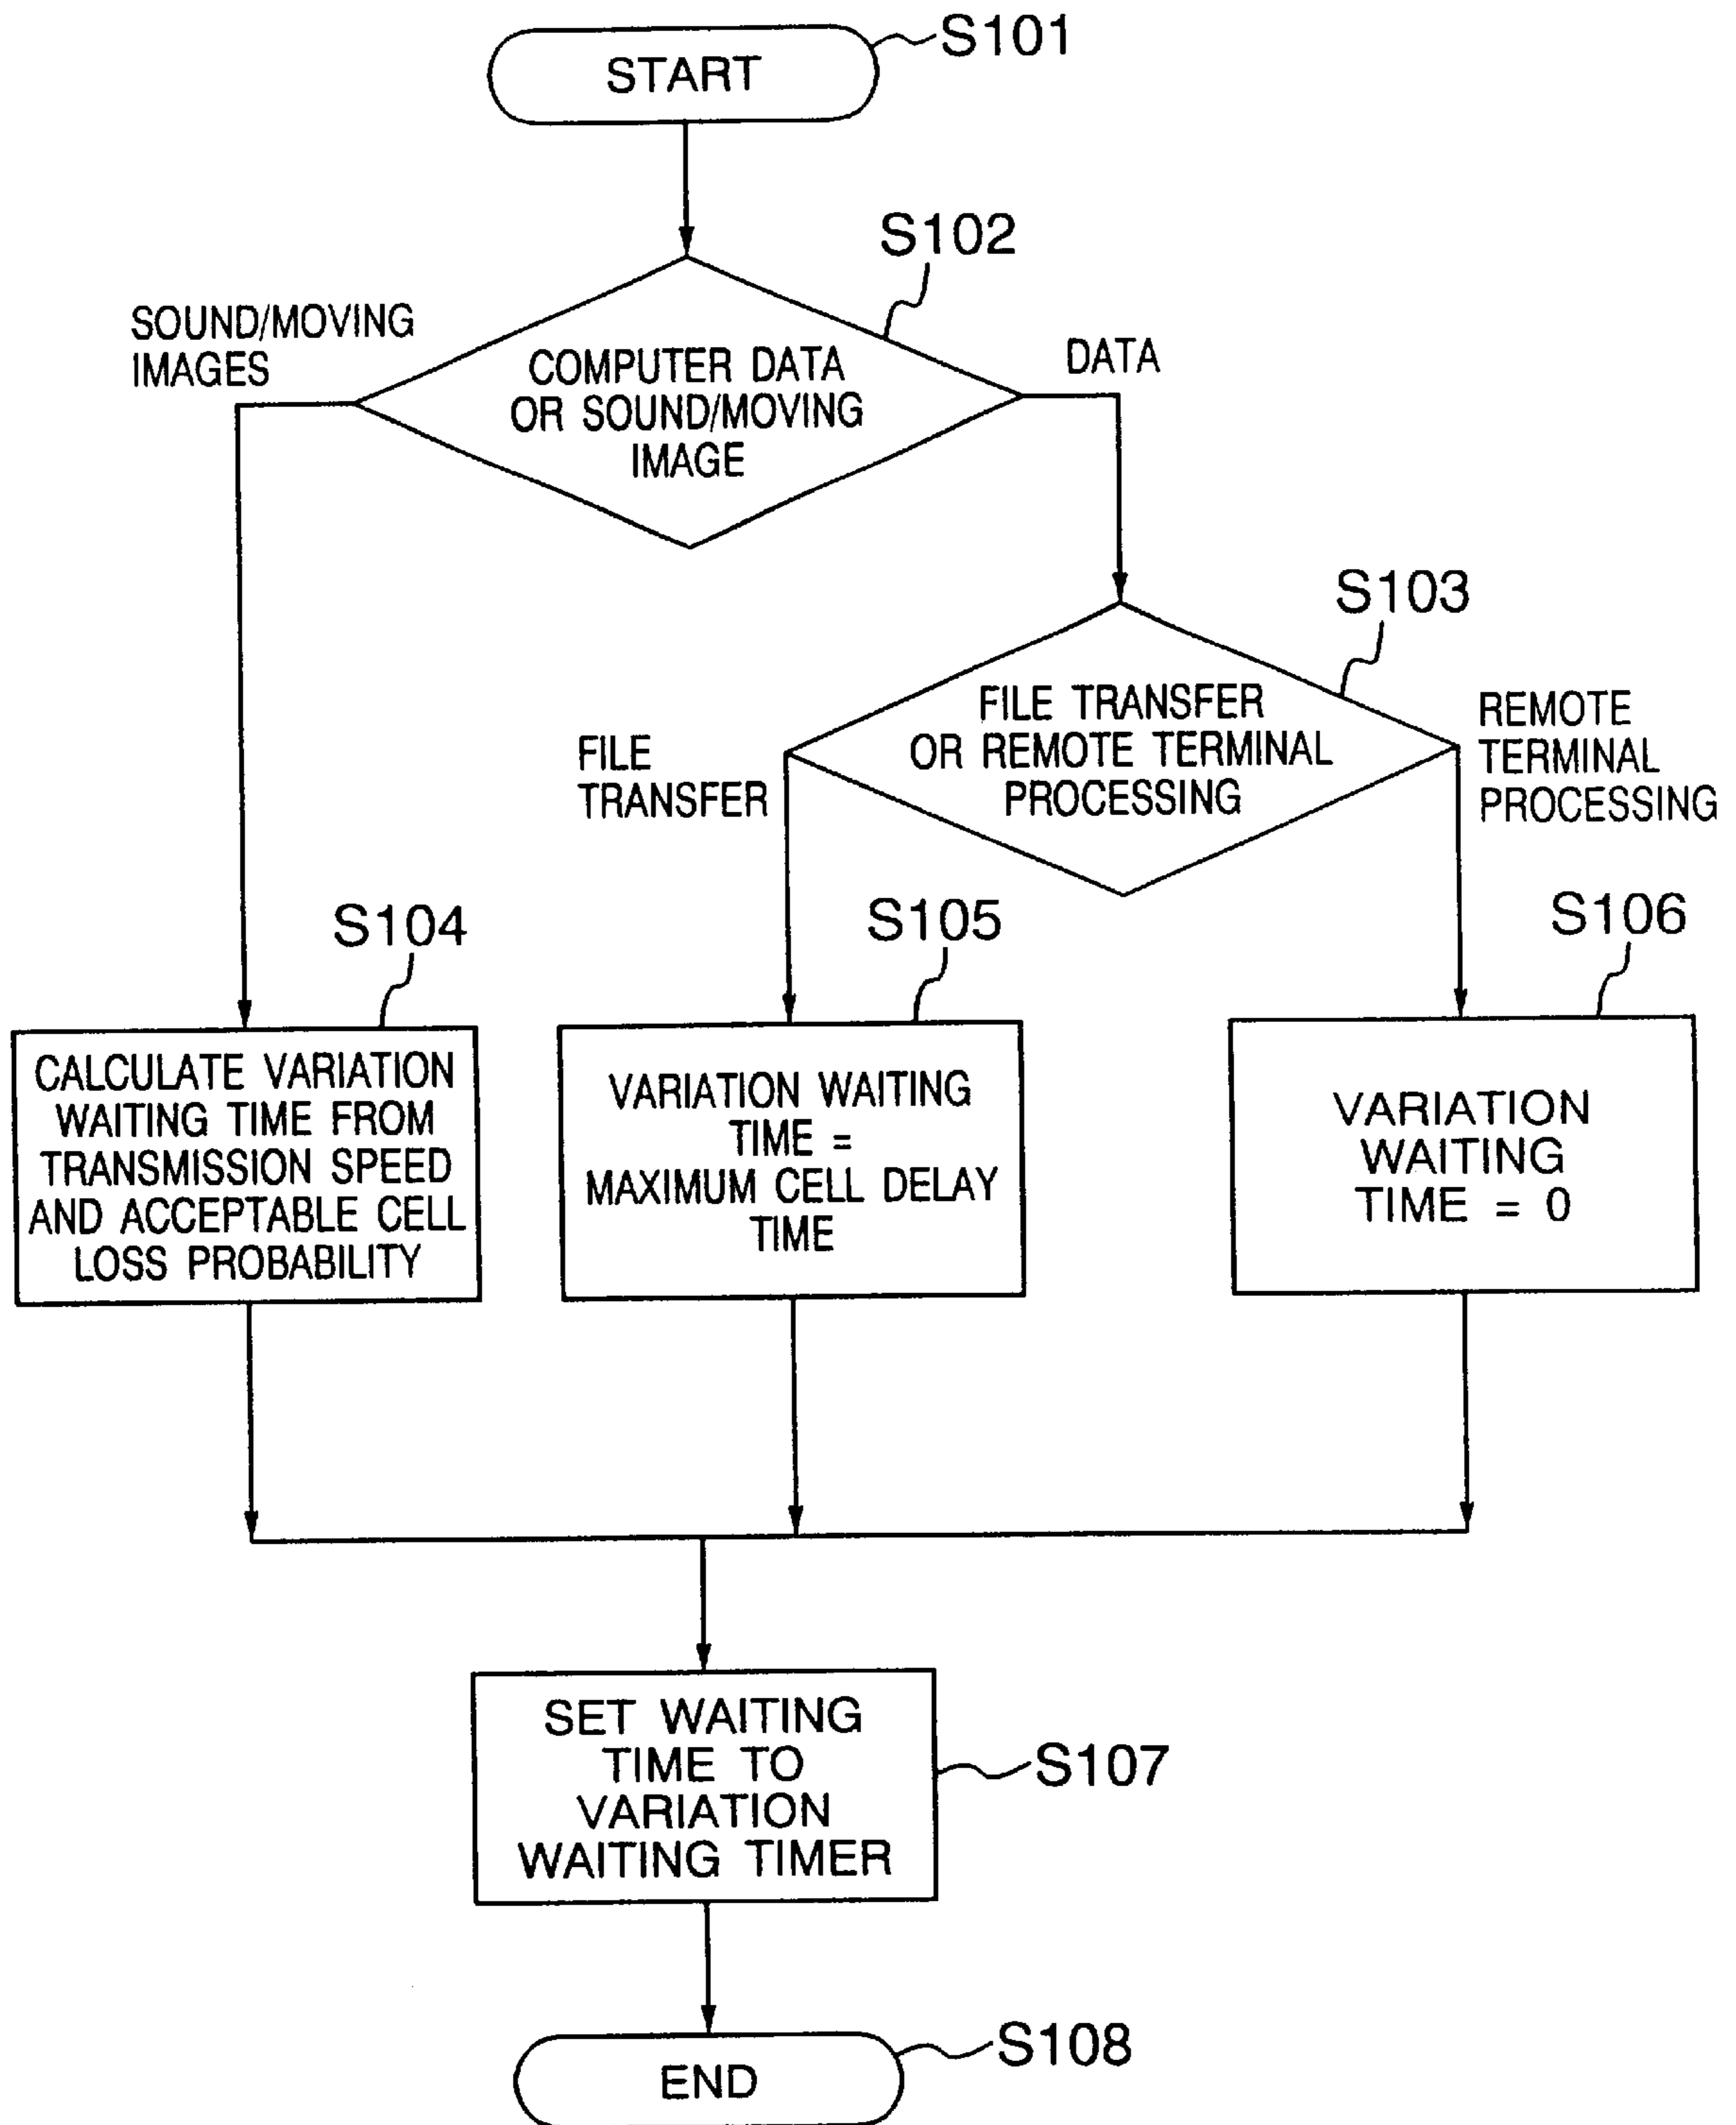 START
S101
S102
SOUND/MOVING
IMAGES
COMPUTER DATA
OR SOUND/MOVING
IMAGE
DATA
S103
FILE TRANSFER
OR REMOTE TERMINAL
PROCESSING
FILE
TRANSFER
REMOTE
TERMINAL
PROCESSING
S104
S105
S106
CALCULATE VARIATION
WAITING TIME FROM
TRANSMISSION SPEED
AND ACCEPTABLE CELL
LOSS PROBABILITY
VARIATION WAITING
TIME =
MAXIMUM CELL DELAY
TIME
VARIATION
WAITING
TIME = 0
SET WAITING
TIME TO
VARIATION
WAITING TIMER
S107
END
S108